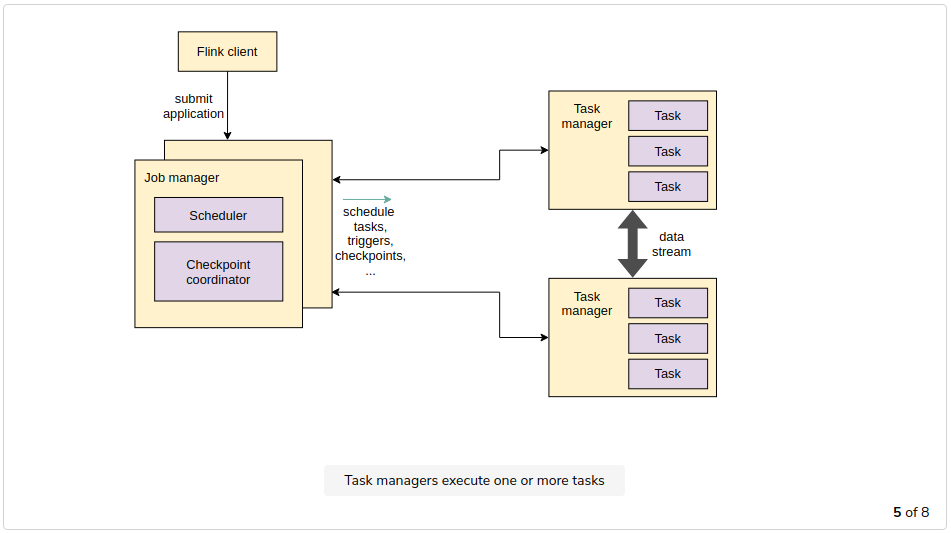 Flink client
submit
application
Job manager
Scheduler
Checkpoint
coordinator
schedule
tasks,
triggers,
checkpoints,
...
Task
manager
Task
Task
Task
data
stream
Task
manager
Task
Task
Task
Task managers execute one or more tasks
5 of 8